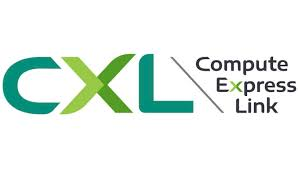 CXL
Compute
Express
Link